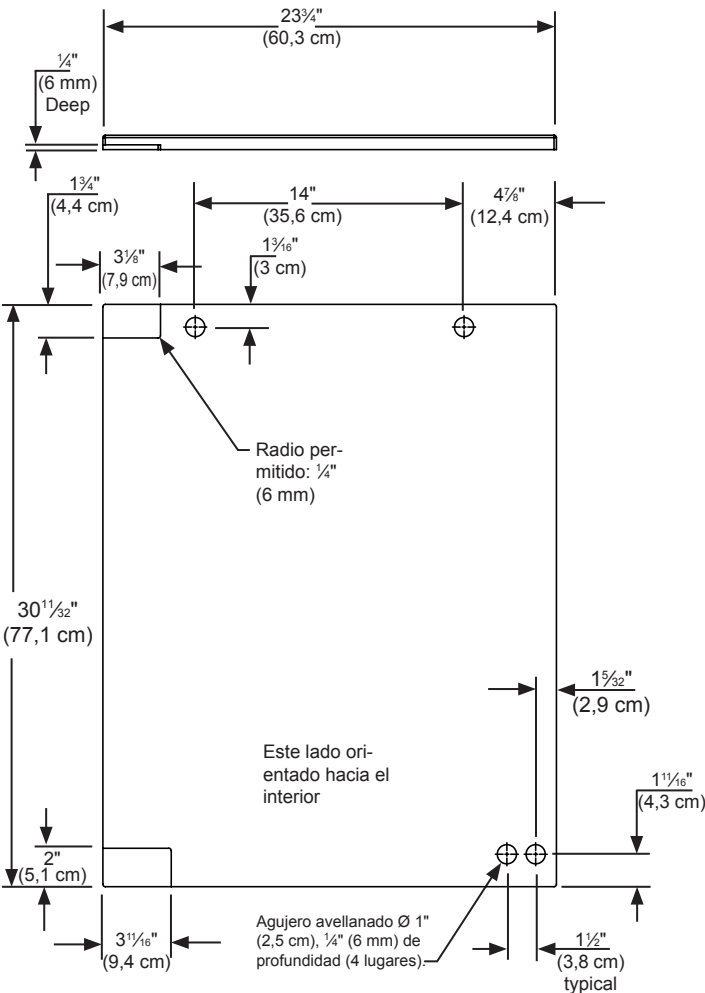 23¾"
(60,3 cm)
¼"
(6 mm)
Deep
1¾"
(4,4 cm)
14"
(35,6 cm)
4⅞"
(12,4 cm)
3⅛"
(7,9 cm)
1³⁄₁₆"
(3 cm)
Radio per-
mitido: ¼"
(6 mm)
30¹¹⁄₃₂"
(77,1 cm)
1⁵⁄₃₂"
(2,9 cm)
Este lado ori-
entado hacia el
interior
1¹¹⁄₁₆"
(4,3 cm)
2"
(5,1 cm)
3¹¹⁄₁₆"
(9,4 cm)
Agujero avellanado Ø 1"
(2,5 cm), ¼" (6 mm) de
profundidad (4 lugares).
1½"
(3,8 cm)
typical